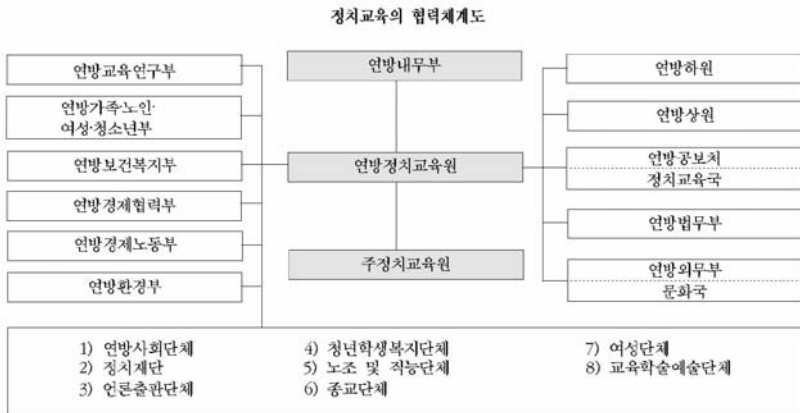 정치교육의 협력체계도
연방교육연구부
연방가족·노인·
여성·청소년부
연방보건복지부
연방경제협력부
연방경제노동부
연방환경부
연방내무부
연방정치교육원
주정치교육원
연방하원
연방상원
연방공보처
정치교육국
연방법무부
연방외무부
문화국
1) 연방사회단체
2) 정치재단
3) 언론출판단체
4) 청년학생복지단체
5) 노조 및 직능단체
6) 종교단체
7) 여성단체
8) 교육학술예술단체